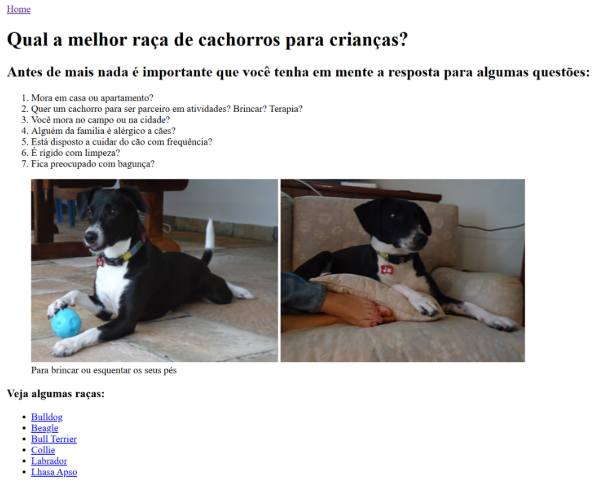 Home
Qual a melhor raça de cachorros para crianças?
Antes de mais nada é importante que você tenha em mente a resposta para algumas questões:
1. Mora em casa ou apartamento?
2. Quer um cachorro para ser parceiro em atividades? Brincar? Terapia?
3. Você mora no campo ou na cidade?
4. Alguém da família é alérgico a cães?
5. Está disposto a cuidar do cão com frequência?
6. É rígido com limpeza?
7. Fica preocupado com bagunça?
Para brincar ou esquentar os seus pés
Veja algumas raças:
• Bulldog
• Beagle
• Bull Terrier
• Collie
• Labrador
• Lhasa Apso